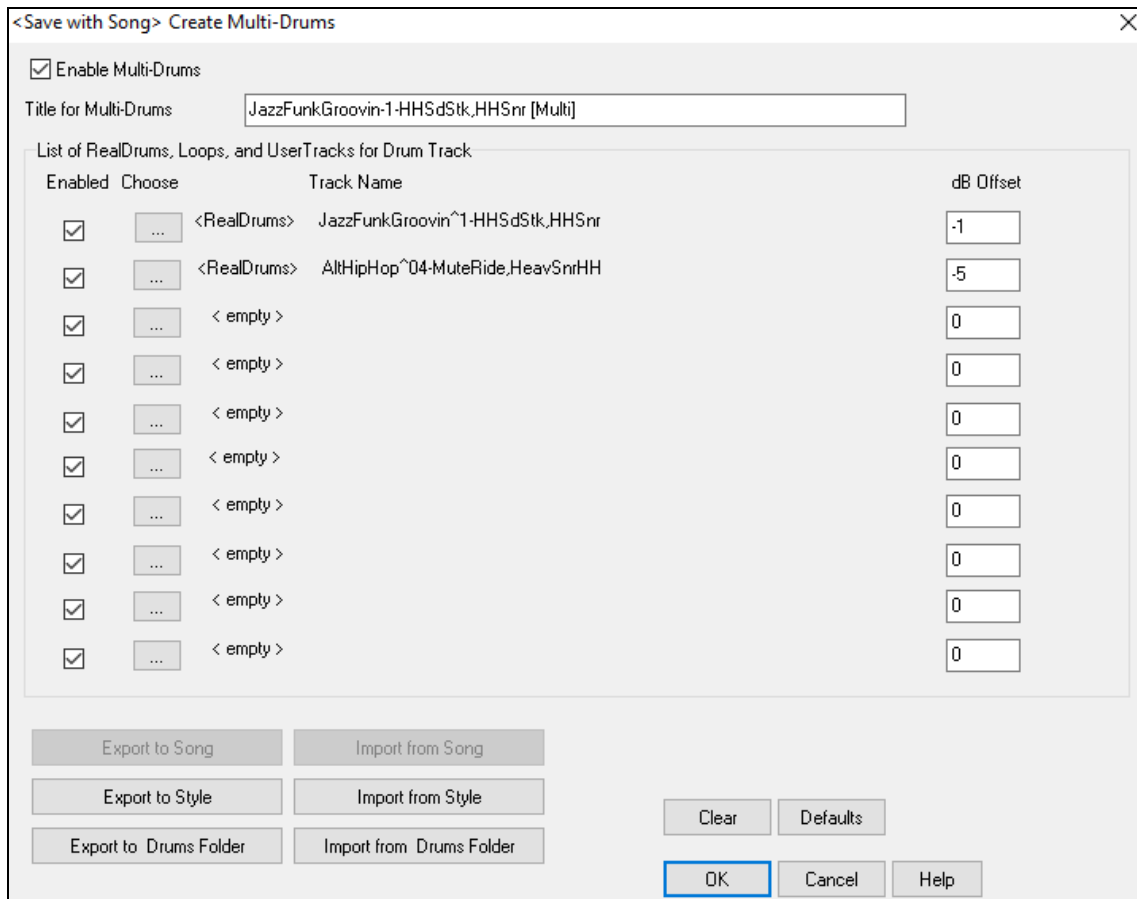 <Save with Song> Create Multi-Drums
Enable Multi-Drums
Title for Multi-Drums JazzFunkGroovin-1-HHSdStk,HHSnr [Multi]
List of RealDrums, Loops, and UserTracks for Drum Track
Enabled Choose Track Name dB Offset
... <RealDrums> JazzFunkGroovin^1-HHSdStk,HHSnr -1
... <RealDrums> AltHipHop^04-MuteRide,HeavSnrHH -5
... < empty > 0
... < empty > 0
... < empty > 0
... < empty > 0
... < empty > 0
... < empty > 0
... < empty > 0
... < empty > 0
Export to Song Import from Song
Export to Style Import from Style
Clear Defaults
Export to Drums Folder Import from Drums Folder
OK Cancel Help